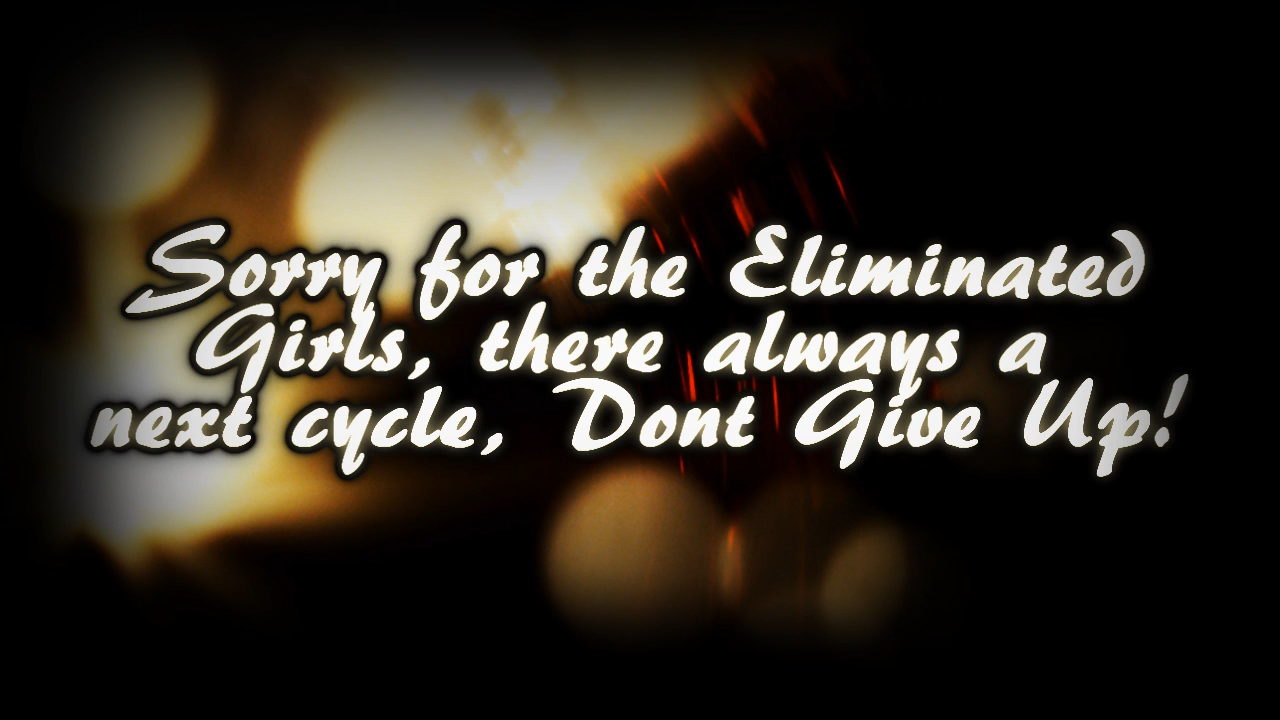 Sorry for the Eliminated
Girls, there always a
next cycle, Dont Give Up!